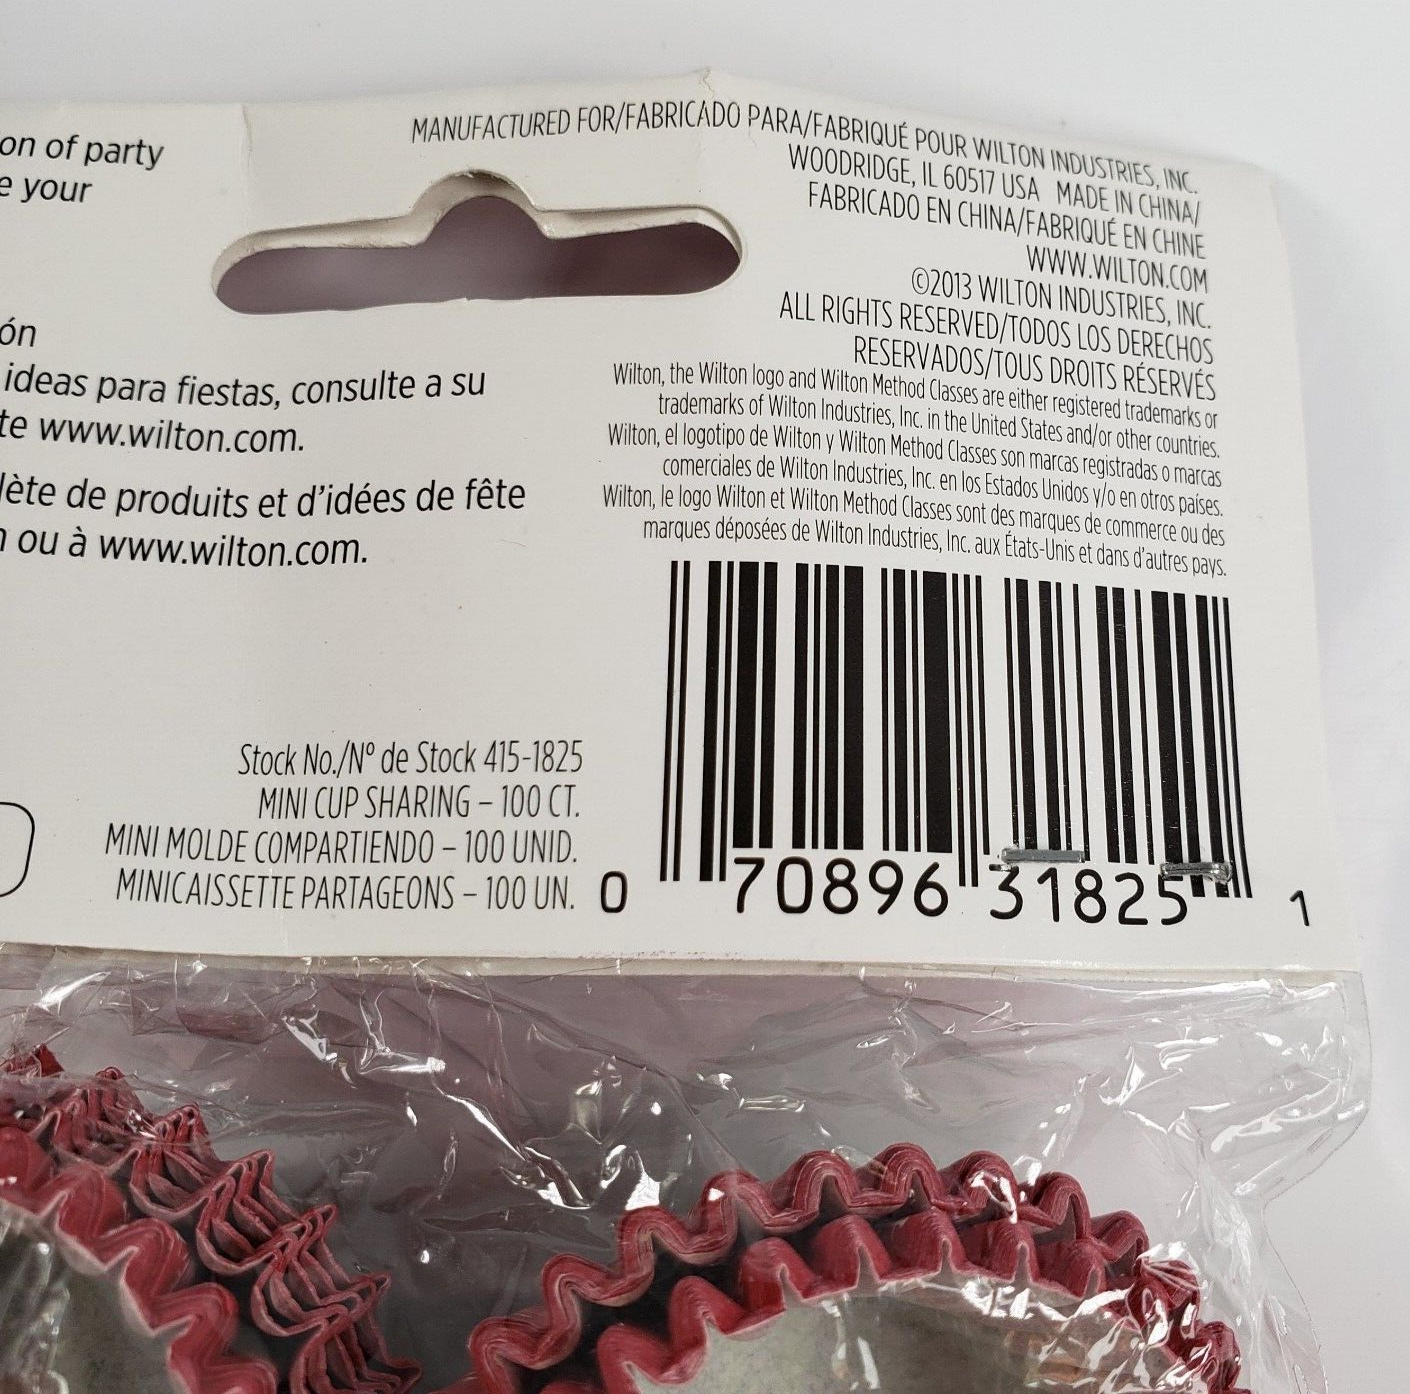 on of party
e your
ón
ideas para fiestas, consulte a su
te www.wilton.com.
lète de produits et d'idées de fête
n ou à www.wilton.com.
MANUFACTURED FOR/FABRICADO PARA/FABRIQUÉ POUR WILTON INDUSTRIES, INC.
WOODRIDGE, IL 60517 USA MADE IN CHINA/
FABRICADO EN CHINA/FABRIQUÉ EN CHINE
WWW.WILTON.COM
©2013 WILTON INDUSTRIES, INC.
ALL RIGHTS RESERVED/TODOS LOS DERECHOS
RESERVADOS/TOUS DROITS RÉSERVÉS
Wilton, the Wilton logo and Wilton Method Classes are either registered trademarks or
trademarks of Wilton Industries, Inc. in the United States and/or other countries.
Wilton, el logotipo de Wilton y Wilton Method Classes son marcas registradas o marcas
comerciales de Wilton Industries, Inc. en los Estados Unidos y/o en otros países.
Wilton, le logo Wilton et Wilton Method Classes sont des marques de commerce ou des
marques déposées de Wilton Industries, Inc. aux États-Unis et dans d'autres pays.
Stock No./Nº de Stock 415-1825
MINI CUP SHARING – 100 CT.
MINI MOLDE COMPARTIENDO – 100 UNID.
MINICAISSETTE PARTAGEONS – 100 UN.
0 70896 31825 1